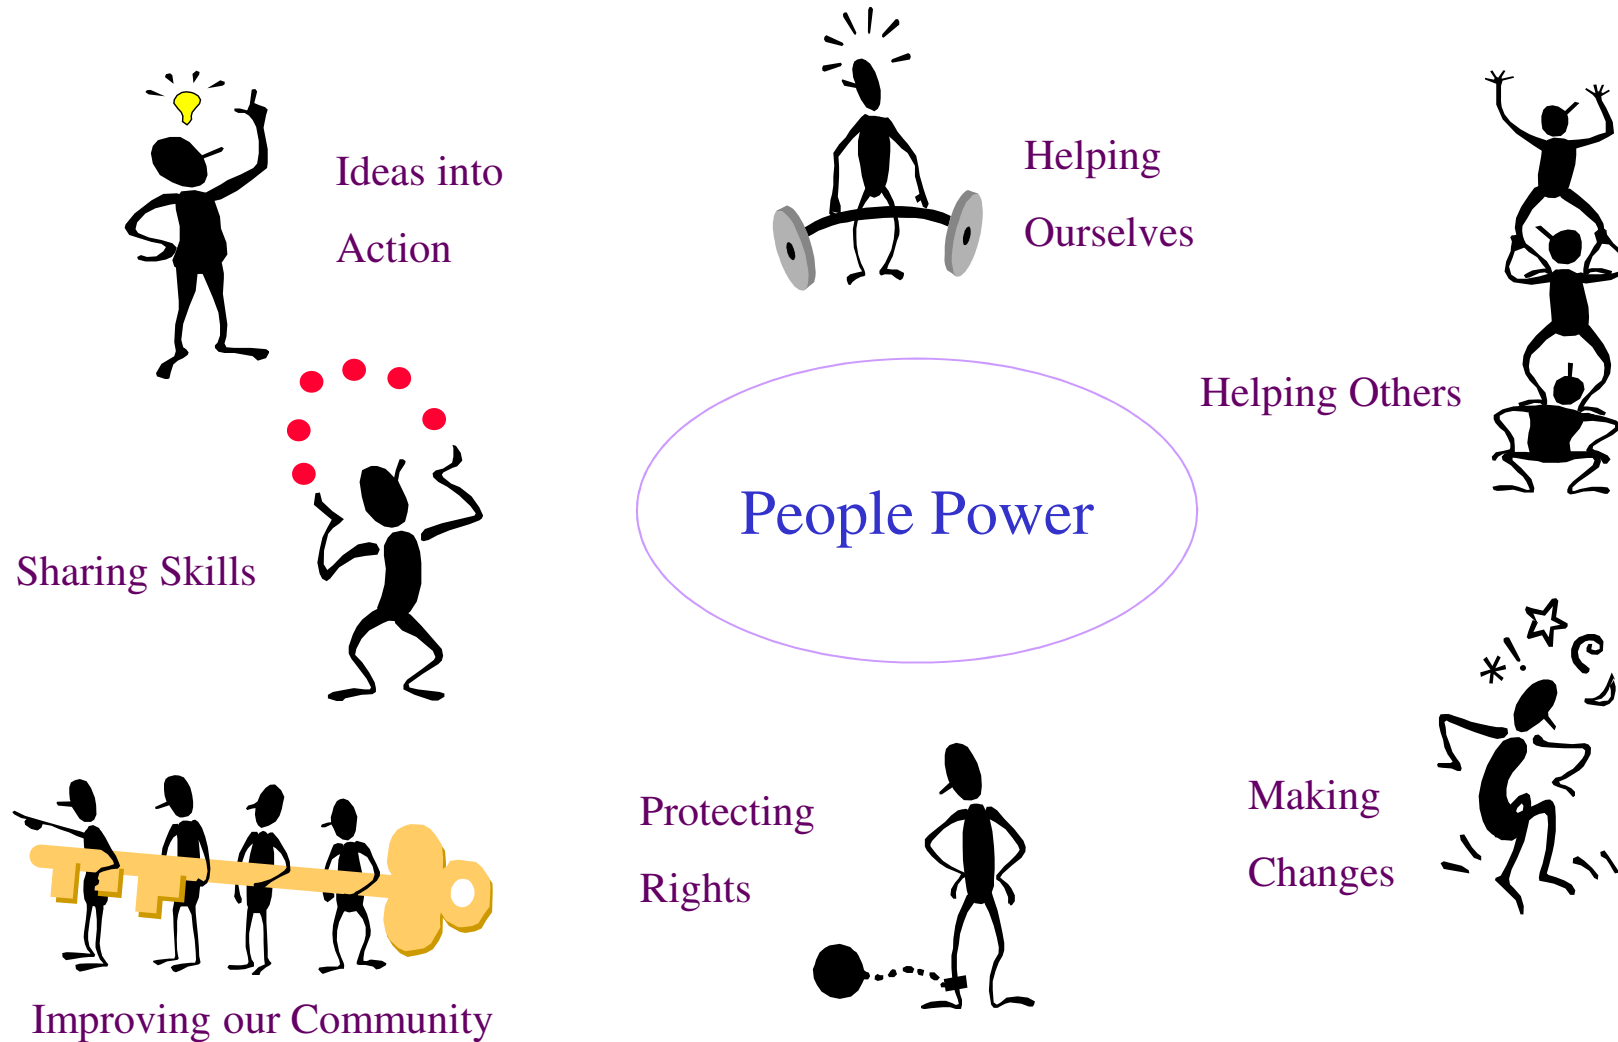 Ideas into
Action
Helping
Ourselves
Helping Others
People Power
Sharing Skills
Protecting
Rights
Making
Changes
Improving our Community